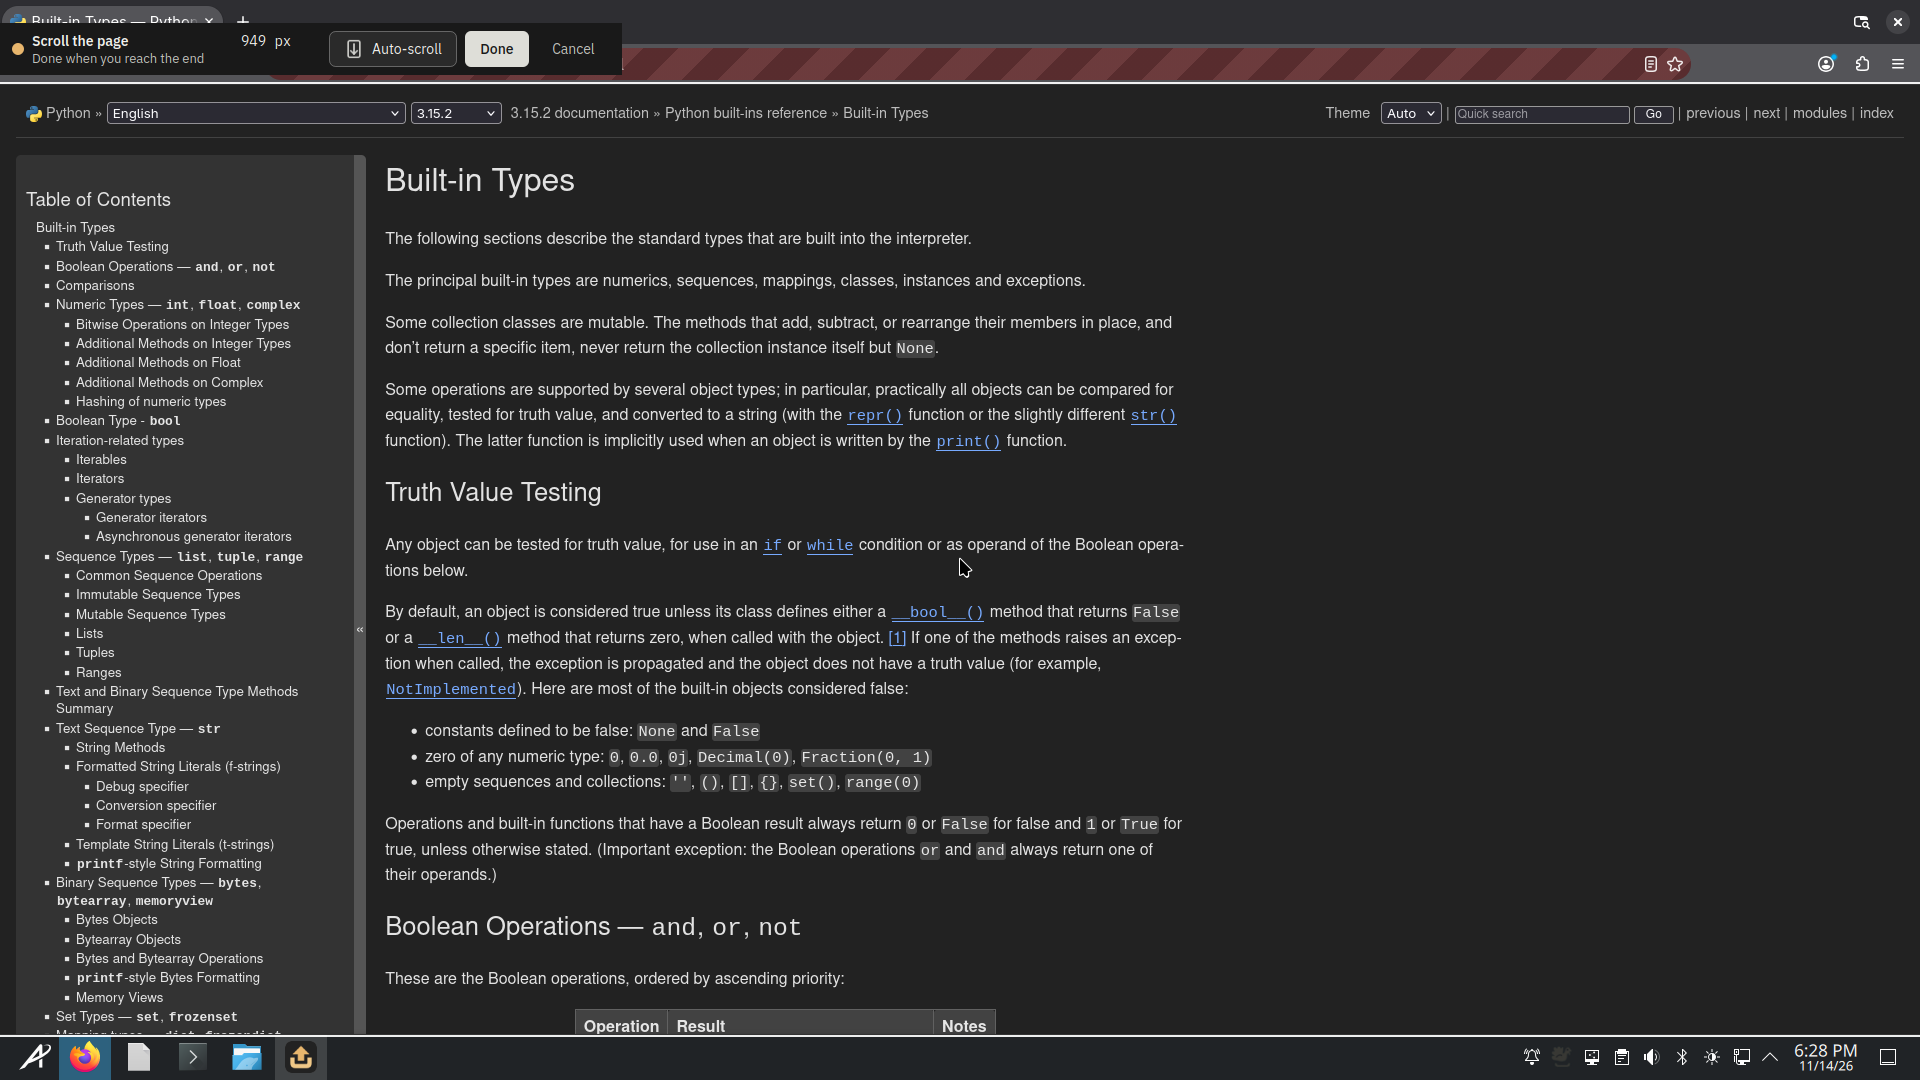 Built-in Types — Python
Scroll the page
Done when you reach the end
949 px
Auto-scroll
Done
Cancel
Python »
English
3.15.2
3.15.2 documentation » Python built-ins reference » Built-in Types
Theme
Auto
|
Quick search
Go
| previous | next | modules | index
Table of Contents
Built-in Types
Truth Value Testing
Boolean Operations — and, or, not
Comparisons
Numeric Types — int, float, complex
Bitwise Operations on Integer Types
Additional Methods on Integer Types
Additional Methods on Float
Additional Methods on Complex
Hashing of numeric types
Boolean Type - bool
Iteration-related types
Iterables
Iterators
Generator types
Generator iterators
Asynchronous generator iterators
Sequence Types — list, tuple, range
Common Sequence Operations
Immutable Sequence Types
Mutable Sequence Types
Lists
Tuples
Ranges
Text and Binary Sequence Type Methods
Summary
Text Sequence Type — str
String Methods
Formatted String Literals (f-strings)
Debug specifier
Conversion specifier
Format specifier
Template String Literals (t-strings)
printf-style String Formatting
Binary Sequence Types — bytes,
bytearray, memoryview
Bytes Objects
Bytearray Objects
Bytes and Bytearray Operations
printf-style Bytes Formatting
Memory Views
Set Types — set, frozenset
«
Built-in Types
The following sections describe the standard types that are built into the interpreter.
The principal built-in types are numerics, sequences, mappings, classes, instances and exceptions.
Some collection classes are mutable. The methods that add, subtract, or rearrange their members in place, and
don’t return a specific item, never return the collection instance itself but None.
Some operations are supported by several object types; in particular, practically all objects can be compared for
equality, tested for truth value, and converted to a string (with the repr() function or the slightly different str()
function). The latter function is implicitly used when an object is written by the print() function.
Truth Value Testing
Any object can be tested for truth value, for use in an if or while condition or as operand of the Boolean opera-
tions below.
By default, an object is considered true unless its class defines either a __bool__() method that returns False
or a __len__() method that returns zero, when called with the object. [1] If one of the methods raises an excep-
tion when called, the exception is propagated and the object does not have a truth value (for example,
NotImplemented). Here are most of the built-in objects considered false:
• constants defined to be false: None and False
• zero of any numeric type: 0, 0.0, 0j, Decimal(0), Fraction(0, 1)
• empty sequences and collections: '', (), [], {}, set(), range(0)
Operations and built-in functions that have a Boolean result always return 0 or False for false and 1 or True for
true, unless otherwise stated. (Important exception: the Boolean operations or and and always return one of
their operands.)
Boolean Operations — and, or, not
These are the Boolean operations, ordered by ascending priority:
Operation Result Notes
6:28 PM
11/14/26